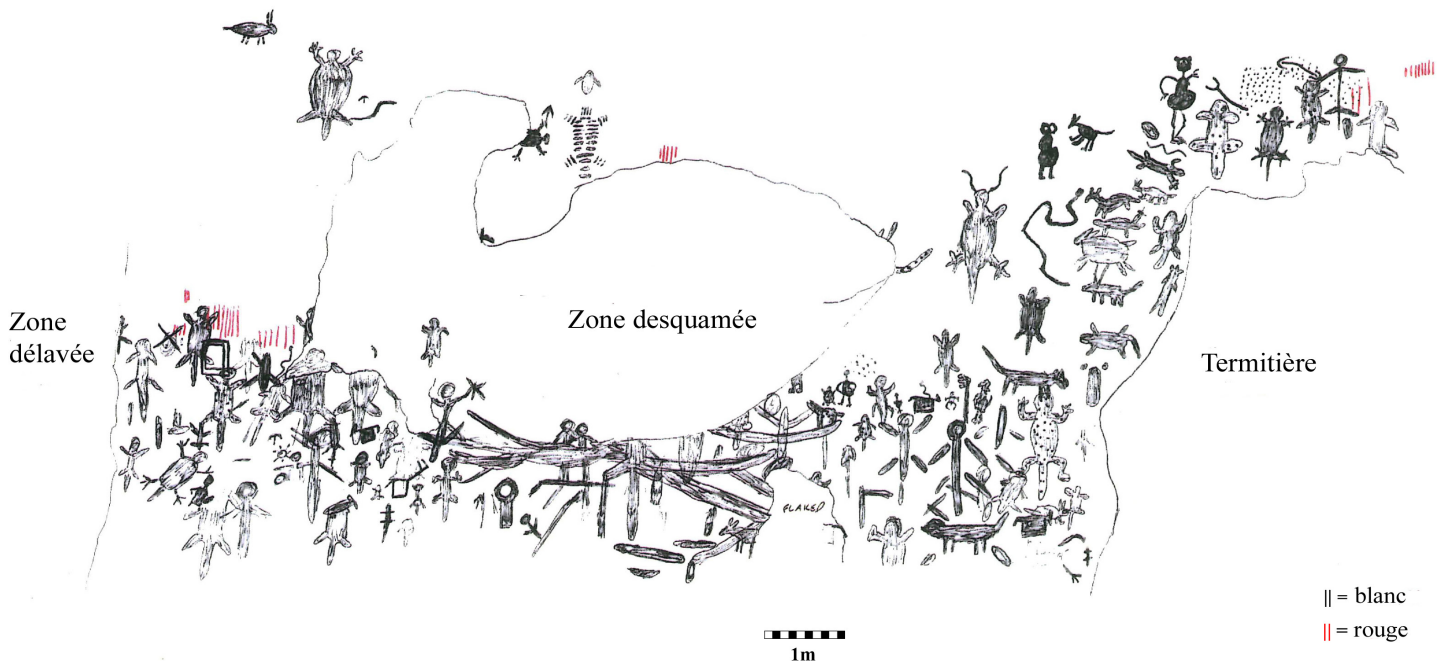 Zone
délavée
Zone desquamée
Termitière
FLAKED
|| = blanc
|| = rouge
1m